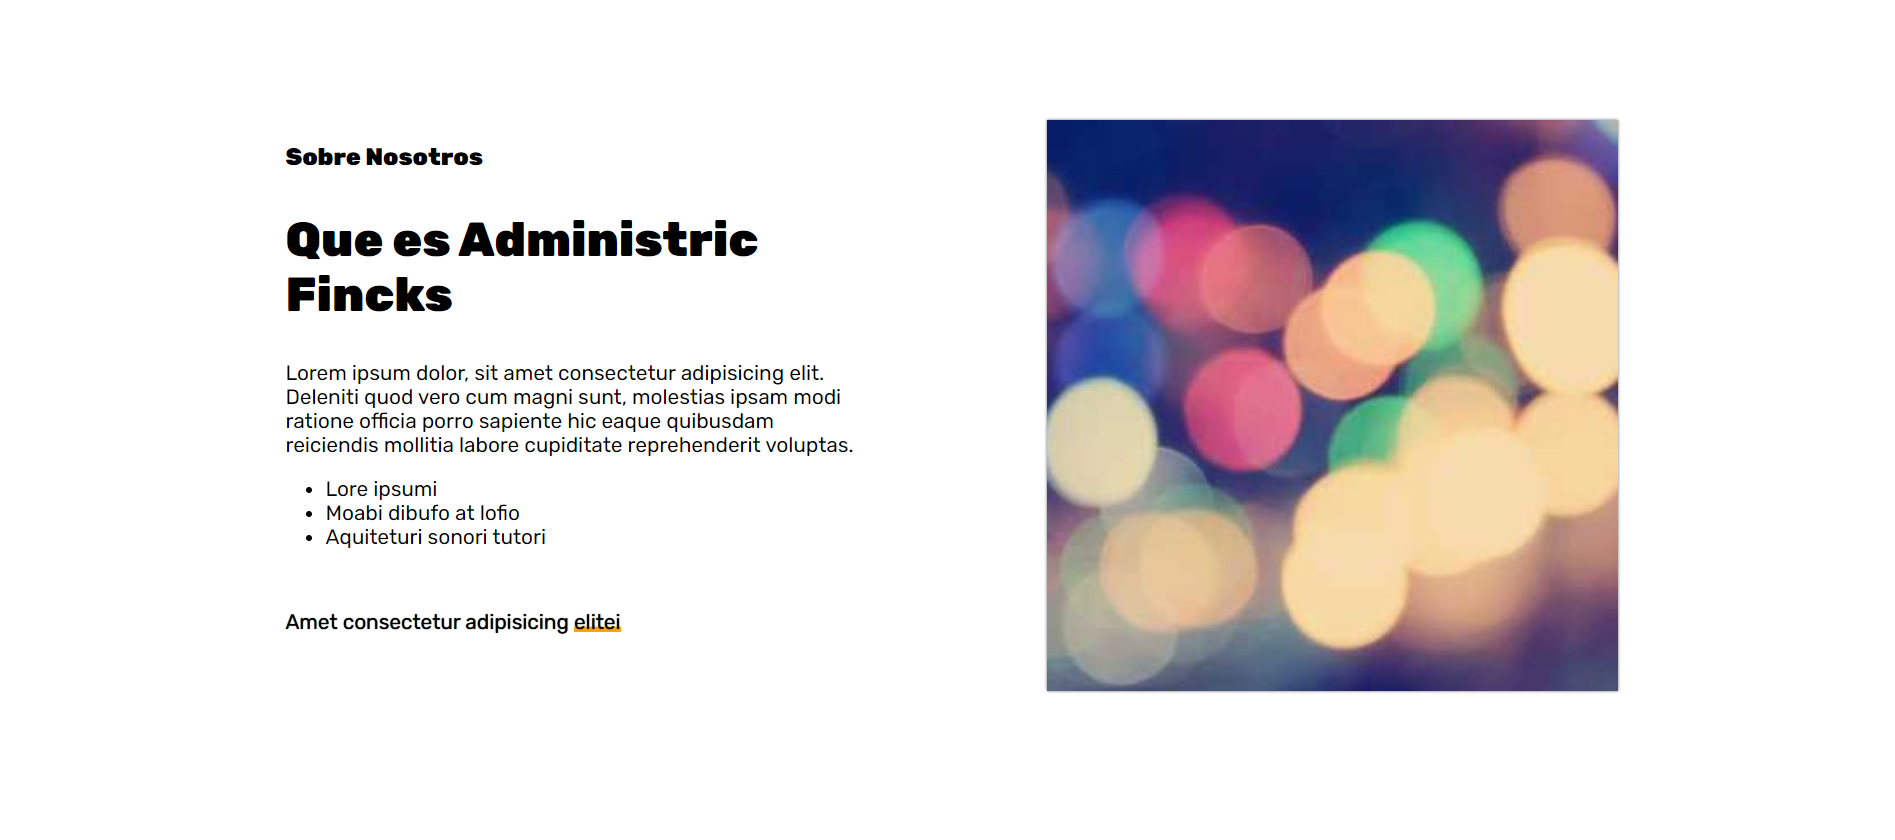 Sobre Nosotros
Que es Administric
Fincks
Lorem ipsum dolor, sit amet consectetur adipisicing elit.
Deleniti quod vero cum magni sunt, molestias ipsam modi
ratione officia porro sapiente hic eaque quibusdam
reiciendis mollitia labore cupiditate reprehenderit voluptas.
• Lore ipsumi
• Moabi dibufo at lofio
• Aquiteturi sonori tutori
Amet consectetur adipisicing elitei